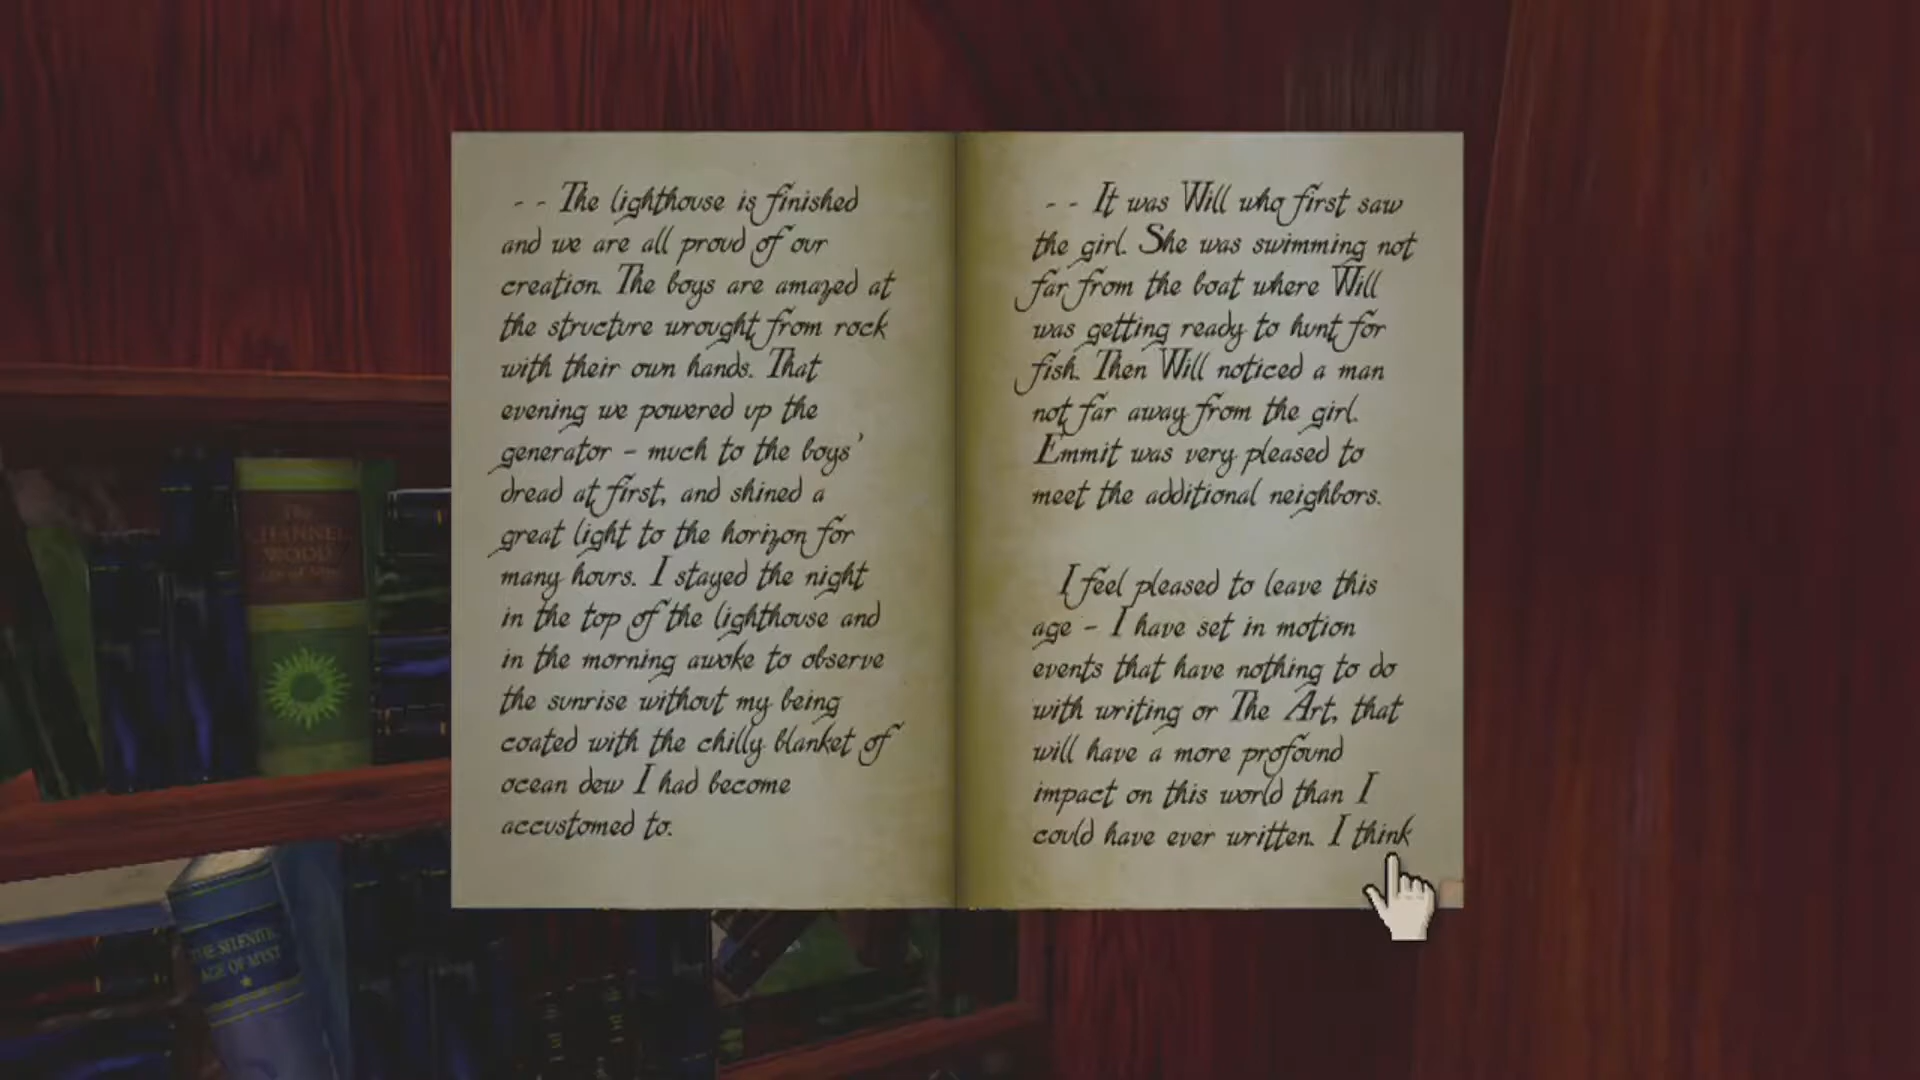 - - The lighthouse is finished
and we are all proud of our
creation. The boys are amazed at
the structure wrought from rock
with their own hands. That
evening we powered up the
generator - much to the boys'
dread at first, and shined a
great light to the horizon for
many hours. I stayed the night
in the top of the lighthouse and
in the morning awoke to observe
the sunrise without my being
coated with the chilly blanket of
ocean dew I had become
accustomed to.
- - It was Will who first saw
the girl. She was swimming not
far from the boat where Will
was getting ready to hunt for
fish. Then Will noticed a man
not far away from the girl.
Emmit was very pleased to
meet the additional neighbors.
I feel pleased to leave this
age - I have set in motion
events that have nothing to do
with writing or The Art, that
will have a more profound
impact on this world than I
could have ever written. I think
The
CHANNEL
WOOD
THE SELENITIC
AGE OF MYST